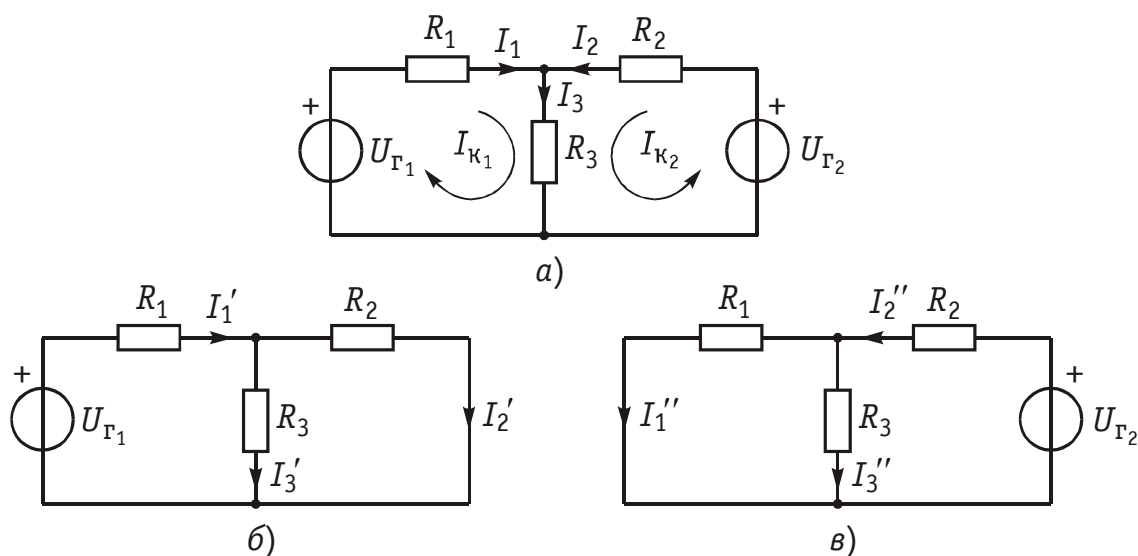 R1 I1 I2 R2
+ I3 +
Uг1 Iк1 R3 Iк2 Uг2
а)
R1 I1′ R2
+
Uг1 R3 I2′
I3′
б)
R1 I2′′ R2
+
I1′′ R3 Uг2
I3′′
в)